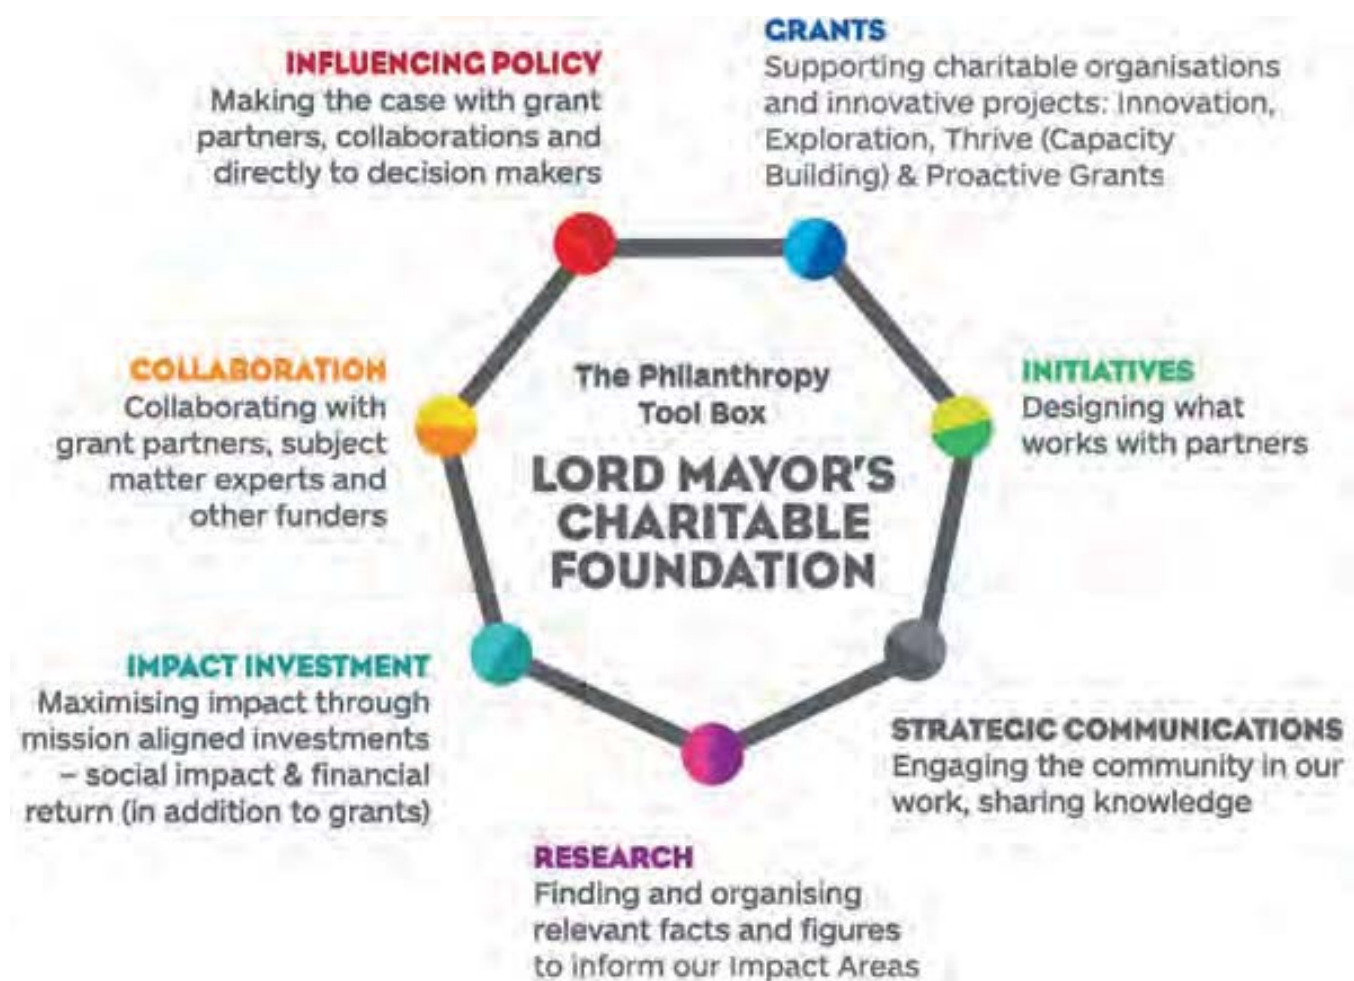 INFLUENCING POLICY
Making the case with grant
partners, collaborations and
directly to decision makers
GRANTS
Supporting charitable organisations
and innovative projects: Innovation,
Exploration, Thrive (Capacity
Building) & Proactive Grants
COLLABORATION
Collaborating with
grant partners, subject
matter experts and
other funders
The Philanthropy
Tool Box
LORD MAYOR'S
CHARITABLE
FOUNDATION
INITIATIVES
Designing what
works with partners
IMPACT INVESTMENT
Maximising impact through
mission aligned investments
– social impact & financial
return (in addition to grants)
STRATEGIC COMMUNICATIONS
Engaging the community in our
work, sharing knowledge
RESEARCH
Finding and organising
relevant facts and figures
to inform our Impact Areas